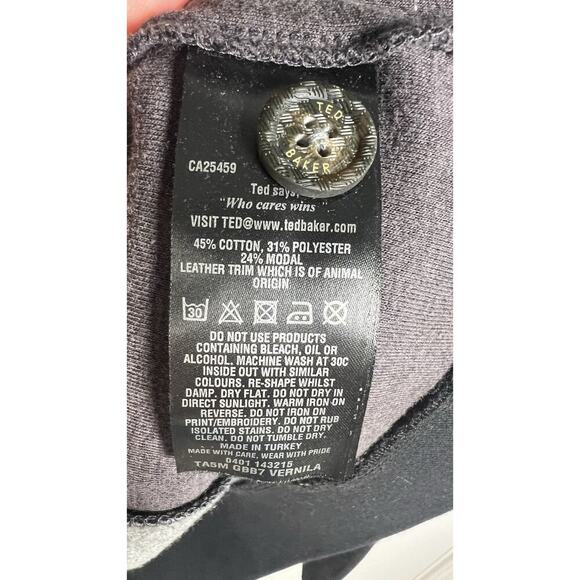 TED
BAKER
CA25459
Ted says,
"Who cares wins"
VISIT TED@www.tedbaker.com
45% COTTON, 31% POLYESTER
24% MODAL
LEATHER TRIM WHICH IS OF ANIMAL
ORIGIN
30
DO NOT USE PRODUCTS
CONTAINING BLEACH, OIL OR
ALCOHOL. MACHINE WASH AT 30C
INSIDE OUT WITH SIMILAR
COLOURS. RE-SHAPE WHILST
DAMP. DRY FLAT. DO NOT DRY IN
DIRECT SUNLIGHT. WARM IRON ON
REVERSE. DO NOT IRON ON
PRINT/EMBROIDERY. DO NOT RUB
ISOLATED STAINS. DO NOT DRY
CLEAN. DO NOT TUMBLE DRY.
MADE IN TURKEY
MADE WITH CARE, WEAR WITH PRIDE
0401 143215
TA5M GBB7 VERNILA